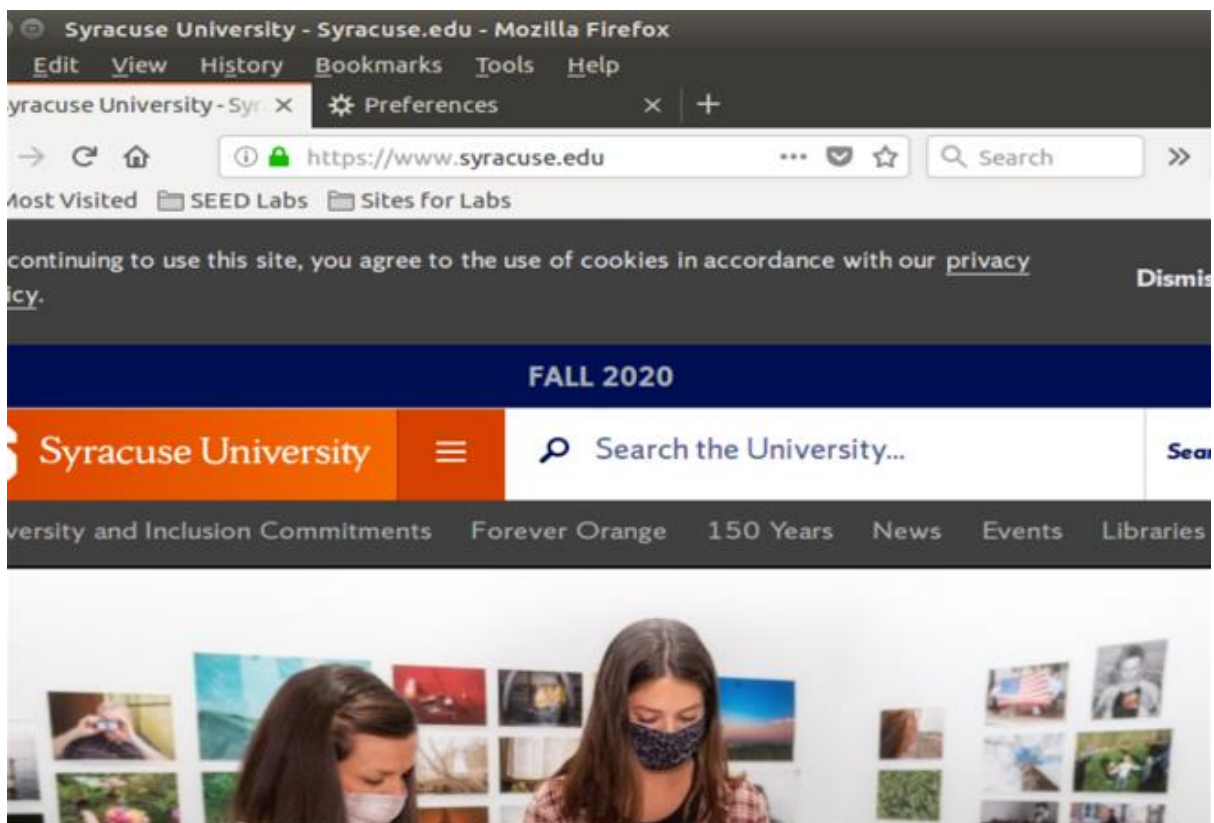 Syracuse University - Syracuse.edu - Mozilla Firefox
Edit View History Bookmarks Tools Help
yracuse University - Syr Preferences
https://www.syracuse.edu Search
Most Visited SEED Labs Sites for Labs
continuing to use this site, you agree to the use of cookies in accordance with our privacy Dismis
icy.
FALL 2020
S Syracuse University Search the University... Sear
versity and Inclusion Commitments Forever Orange 150 Years News Events Libraries